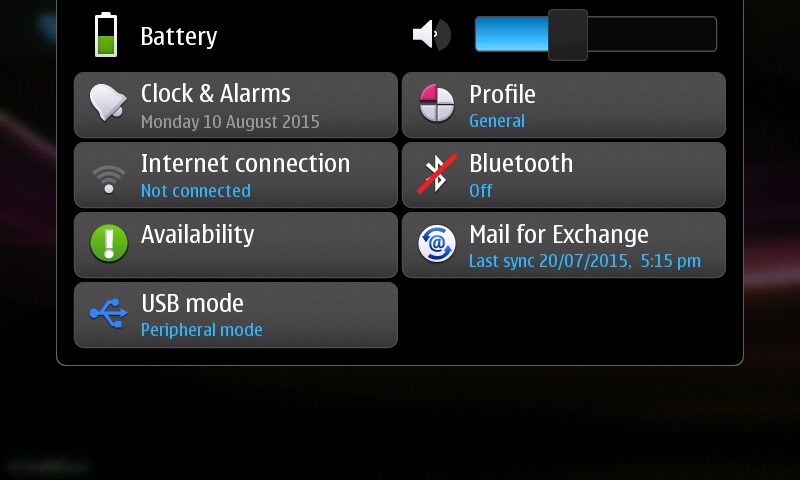 Battery
Clock & Alarms
Monday 10 August 2015
Profile
General
Internet connection
Not connected
Bluetooth
Off
Availability
Mail for Exchange
Last sync 20/07/2015, 5:15 pm
USB mode
Peripheral mode